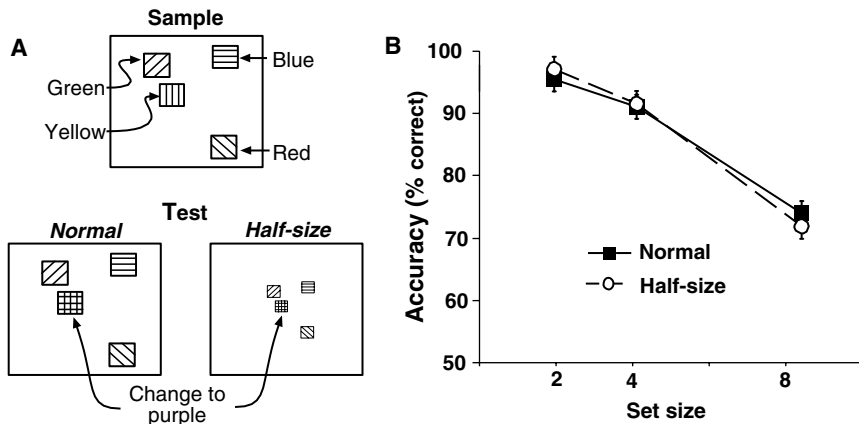 A
Sample
Green
Yellow
Blue
Red
Test
Normal
Half-size
Change to
purple
B
Accuracy (% correct)
100
90
80
70
60
50
Normal
Half-size
2
4
8
Set size